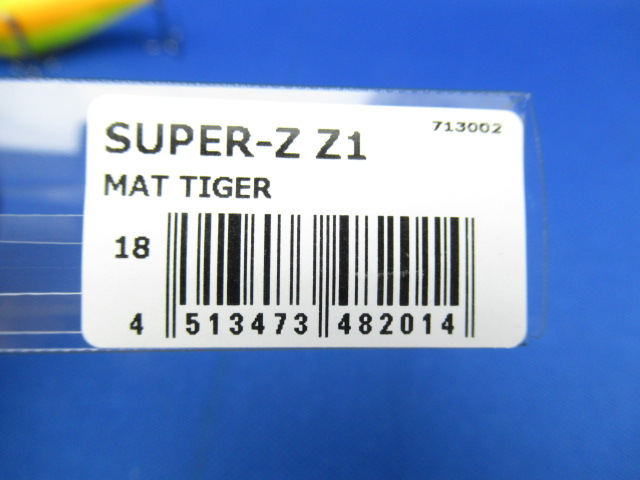 713002
SUPER-Z Z1
MAT TIGER
18
4 513473 482014